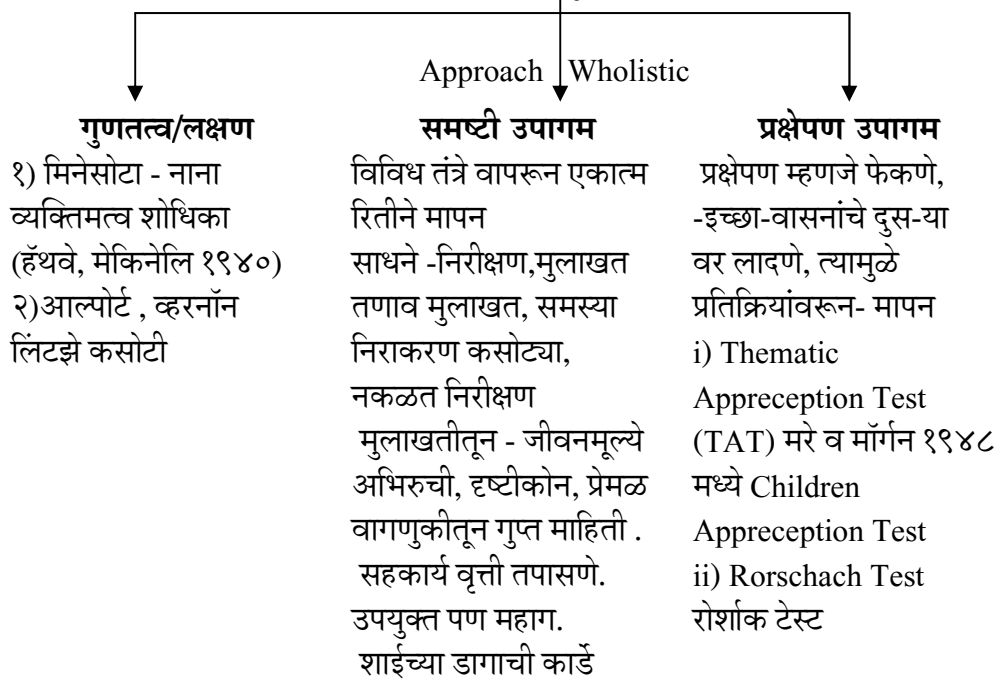 Approach Wholistic
गुणतत्व/लक्षण
१) मिनेसोटा - नाना
व्यक्तिमत्व शोधिका
(हॅथवे, मेकिनेलि १९४०)
२)आल्पोर्ट , व्हरनॉन
लिंटझे कसोटी
समष्टी उपागम
विविध तंत्रे वापरून एकात्म
रितीने मापन
साधने -निरीक्षण,मुलाखत
तणाव मुलाखत, समस्या
निराकरण कसोट्या,
नकळत निरीक्षण
मुलाखतीतून - जीवनमूल्ये
अभिरुची, दृष्टीकोन, प्रेमळ
वागणुकीतून गुप्त माहिती .
सहकार्य वृत्ती तपासणे.
उपयुक्त पण महाग.
शाईच्या डागाची कार्डे
प्रक्षेपण उपागम
प्रक्षेपण म्हणजे फेकणे,
-इच्छा-वासनांचे दुस-या
वर लादणे, त्यामुळे
प्रतिक्रियांवरून- मापन
i) Thematic
Appreception Test
(TAT) मरे व मॉर्गन १९४८
मध्ये Children
Appreception Test
ii) Rorschach Test
रोर्शाक टेस्ट